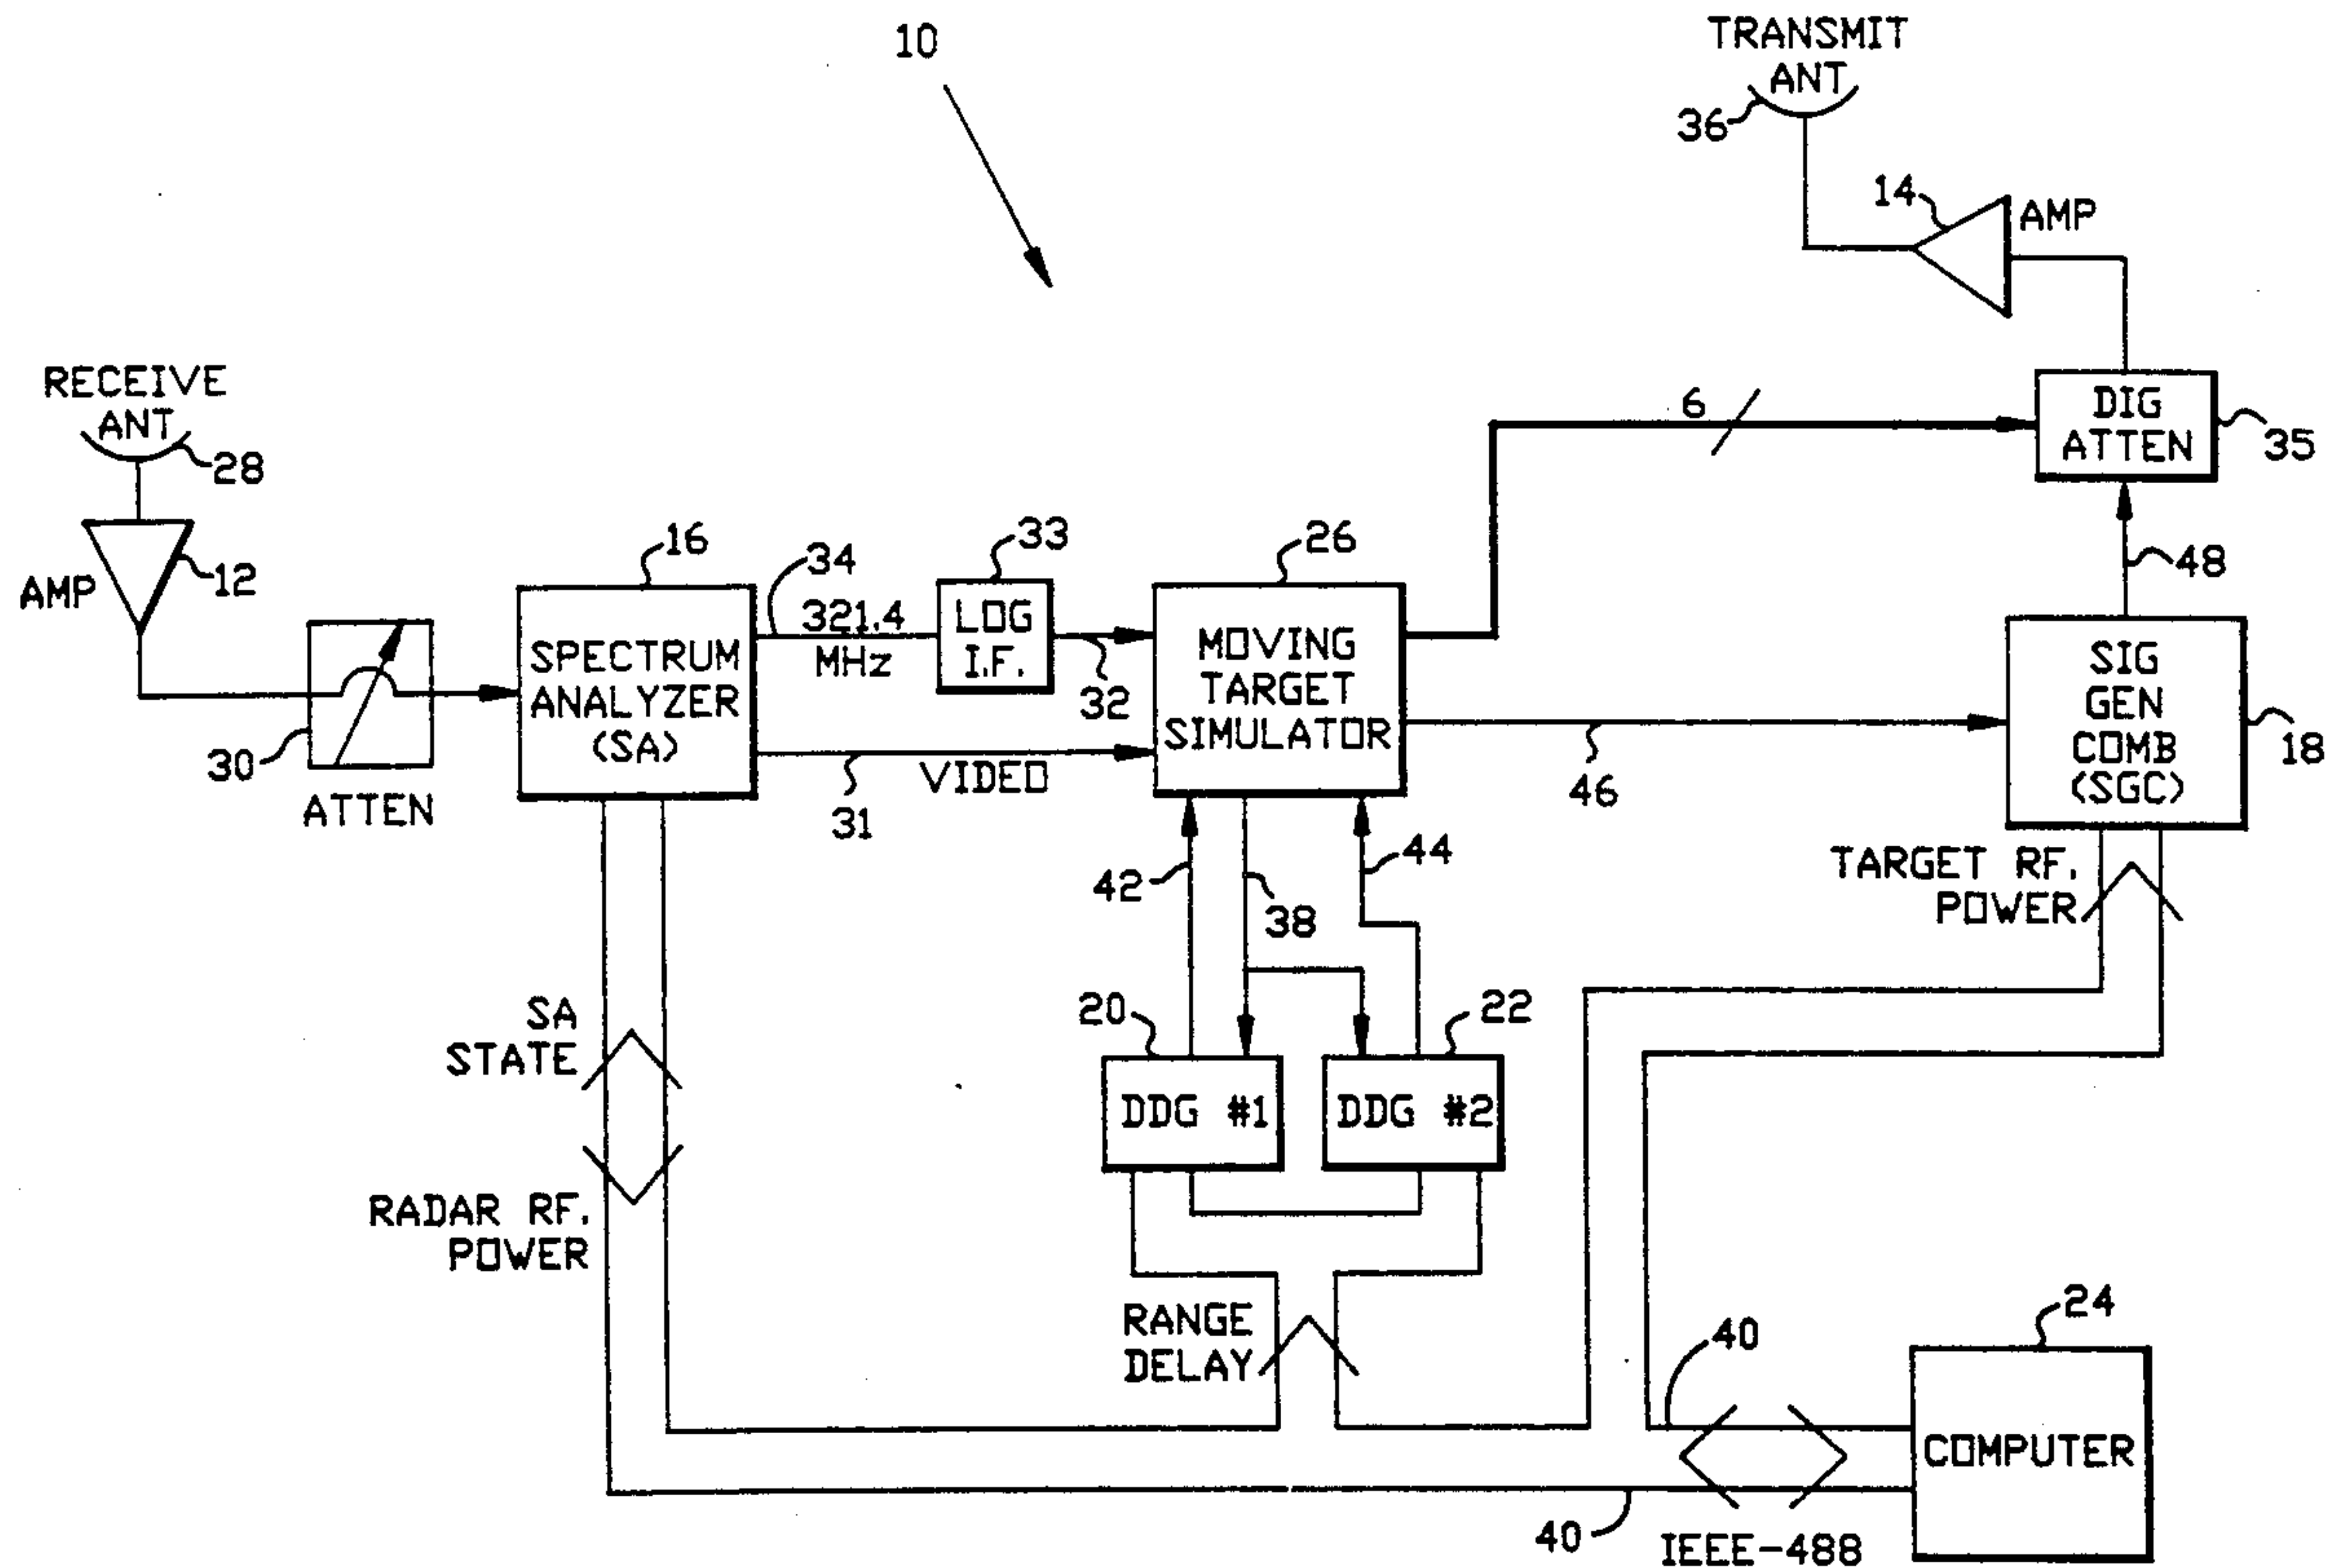 10
TRANSMIT
ANT
36
14
AMP
RECEIVE
ANT
28
AMP
12
30
ATTEN
16
SPECTRUM
ANALYZER
(SA)
34
321.4
MHz
33
LOG
I.F.
32
31
VIDEO
26
MOVING
TARGET
SIMULATOR
6
DIG
ATTEN
35
48
46
SIG
GEN
COMB
(SGC)
18
TARGET RF.
POWER
42
38
44
20
DDG #1
22
DDG #2
SA
STATE
RADAR RF.
POWER
RANGE
DELAY
40
24
COMPUTER
40
IEEE-488